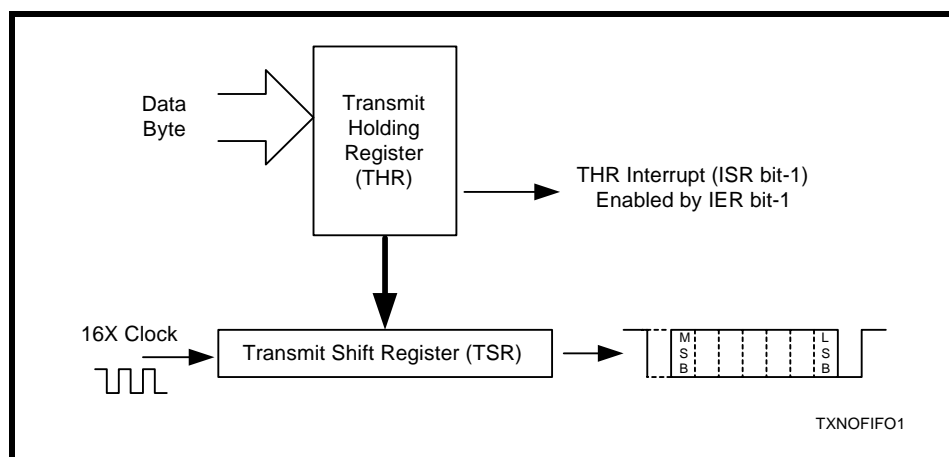 Data
Byte
Transmit
Holding
Register
(THR)
THR Interrupt (ISR bit-1)
Enabled by IER bit-1
16X Clock
Transmit Shift Register (TSR)
M
S
B
L
S
B
TXNOFIFO1